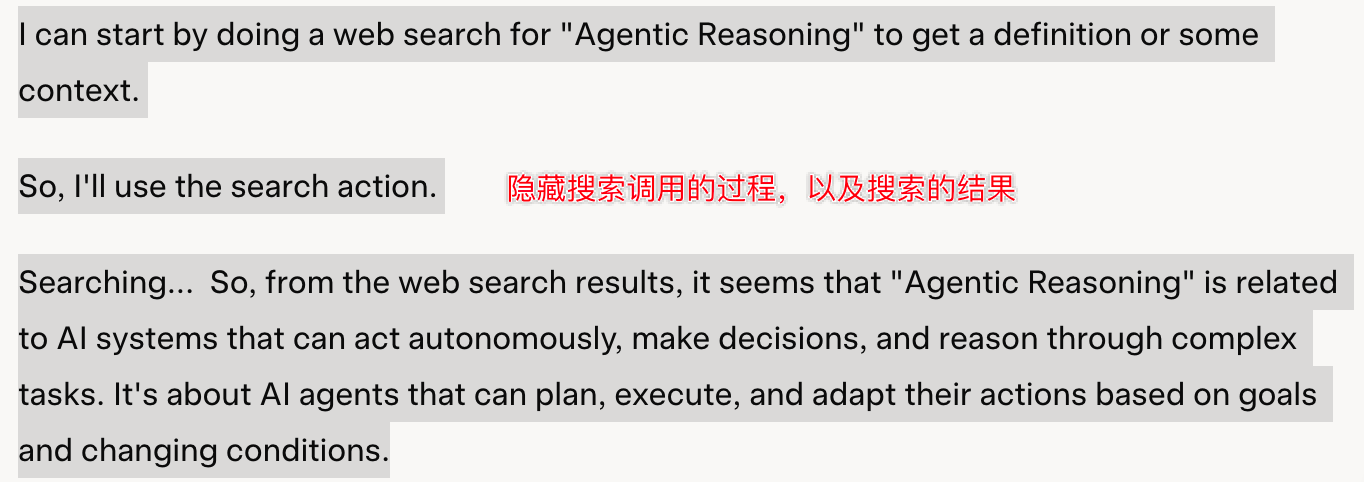 I can start by doing a web search for "Agentic Reasoning" to get a definition or some
context.
So, I'll use the search action.
隐藏搜索调用的过程，以及搜索的结果
Searching...  So, from the web search results, it seems that "Agentic Reasoning" is related
to AI systems that can act autonomously, make decisions, and reason through complex
tasks. It's about AI agents that can plan, execute, and adapt their actions based on goals
and changing conditions.